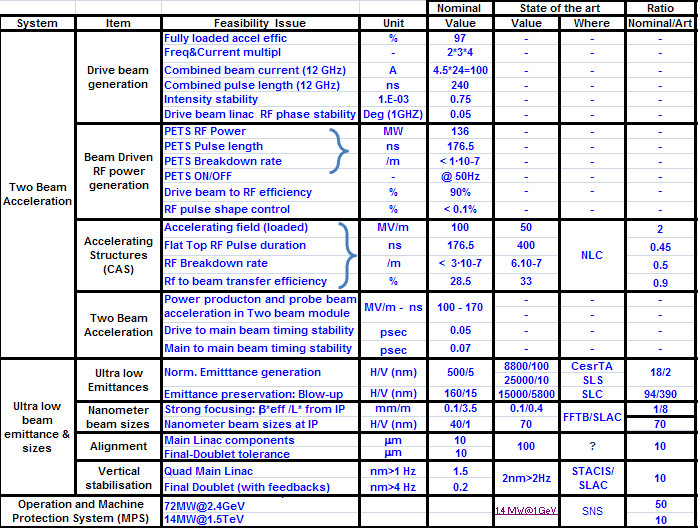 Nominal State of the art Ratio
System Item Feasibility Issue Unit Value Value Where Nominal/Art
Fully loaded accel effic % 97 - - -
Freq&Current multipl - 2*3*4 - - -
Drive beam generation
Combined beam current (12 GHz) A 4.5*24=100 - - -
Combined pulse length (12 GHz) ns 240 - - -
Intensity stability 1.E-03 0.75 - - -
Drive beam linac RF phase stability Deg (1GHZ) 0.05 - - -
PETS RF Power MW 136 - - -
PETS Pulse length ns 176.5 - - -
Beam Driven RF power generation
PETS Breakdown rate /m < 1·10-7 - - -
PETS ON/OFF - @ 50Hz - - -
Drive beam to RF efficiency % 90% - - -
RF pulse shape control % < 0.1% - - -
Two Beam Acceleration
Accelerating field (loaded) MV/m 100 50 2
Accelerating Structures (CAS)
Flat Top RF Pulse duration ns 176.5 400 0.45
NLC
RF Breakdown rate /m < 3·10-7 6.10-7 0.5
Rf to beam transfer efficiency % 28.5 33 0.9
Two Beam Acceleration
Power producton and probe beam acceleration in Two beam module MV/m - ns 100 - 170 - - -
- - -
Drive to main beam timing stability psec 0.05 - - -
Main to main beam timing stability psec 0.07 - - -
Ultra low beam emittance & sizes
Ultra low Emittances
Norm. Emitttance generation H/V (nm) 500/5 8800/100 CesrTA 18/2
25000/10 SLS
Emittance preservation: Blow-up H/V (nm) 160/15 15000/5800 SLC 94/390
Nanometer beam sizes
Strong focusing: β*eff /L* from IP mm/m 0.1/3.5 0.1/0.4 FFTB/SLAC 1/8
Nanometer beam sizes at IP H/V (nm) 40/1 70 70
Alignment
Main Linac components μm 10 100 ? 10
Final-Doublet tolerance μm 10
Vertical stabilisation
Quad Main Linac nm>1 Hz 1.5 2nm>2Hz STACIS/ SLAC 10
Final Doublet (with feedbacks) nm>4 Hz 0.2
Operation and Machine Protection System (MPS)
72MW@2.4GeV 14 MW@1GeV SNS 50
14MW@1.5TeV 10